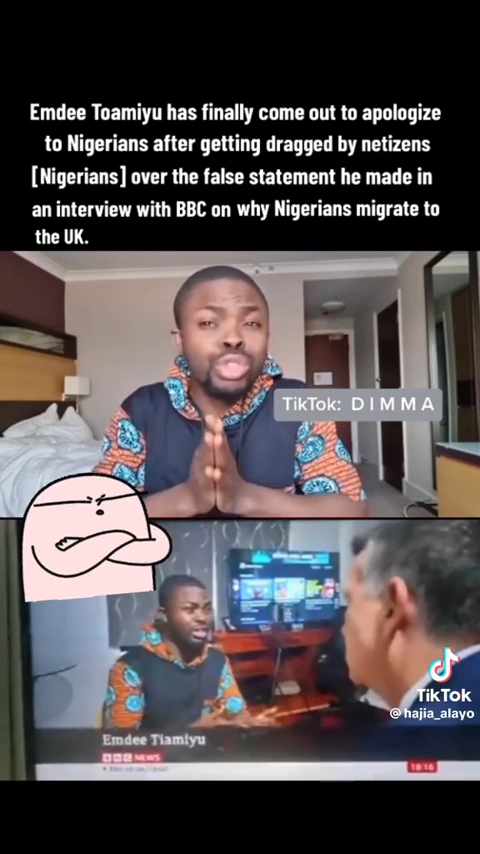 Emdee Toamiyu has finally come out to apologize
to Nigerians after getting dragged by netizens
[Nigerians] over the false statement he made in
an interview with BBC on why Nigerians migrate to
the UK.
TikTok: D I M M A
Emdee Tiamiyu
BBC NEWS
18:16
TikTok
@hajia_alayo